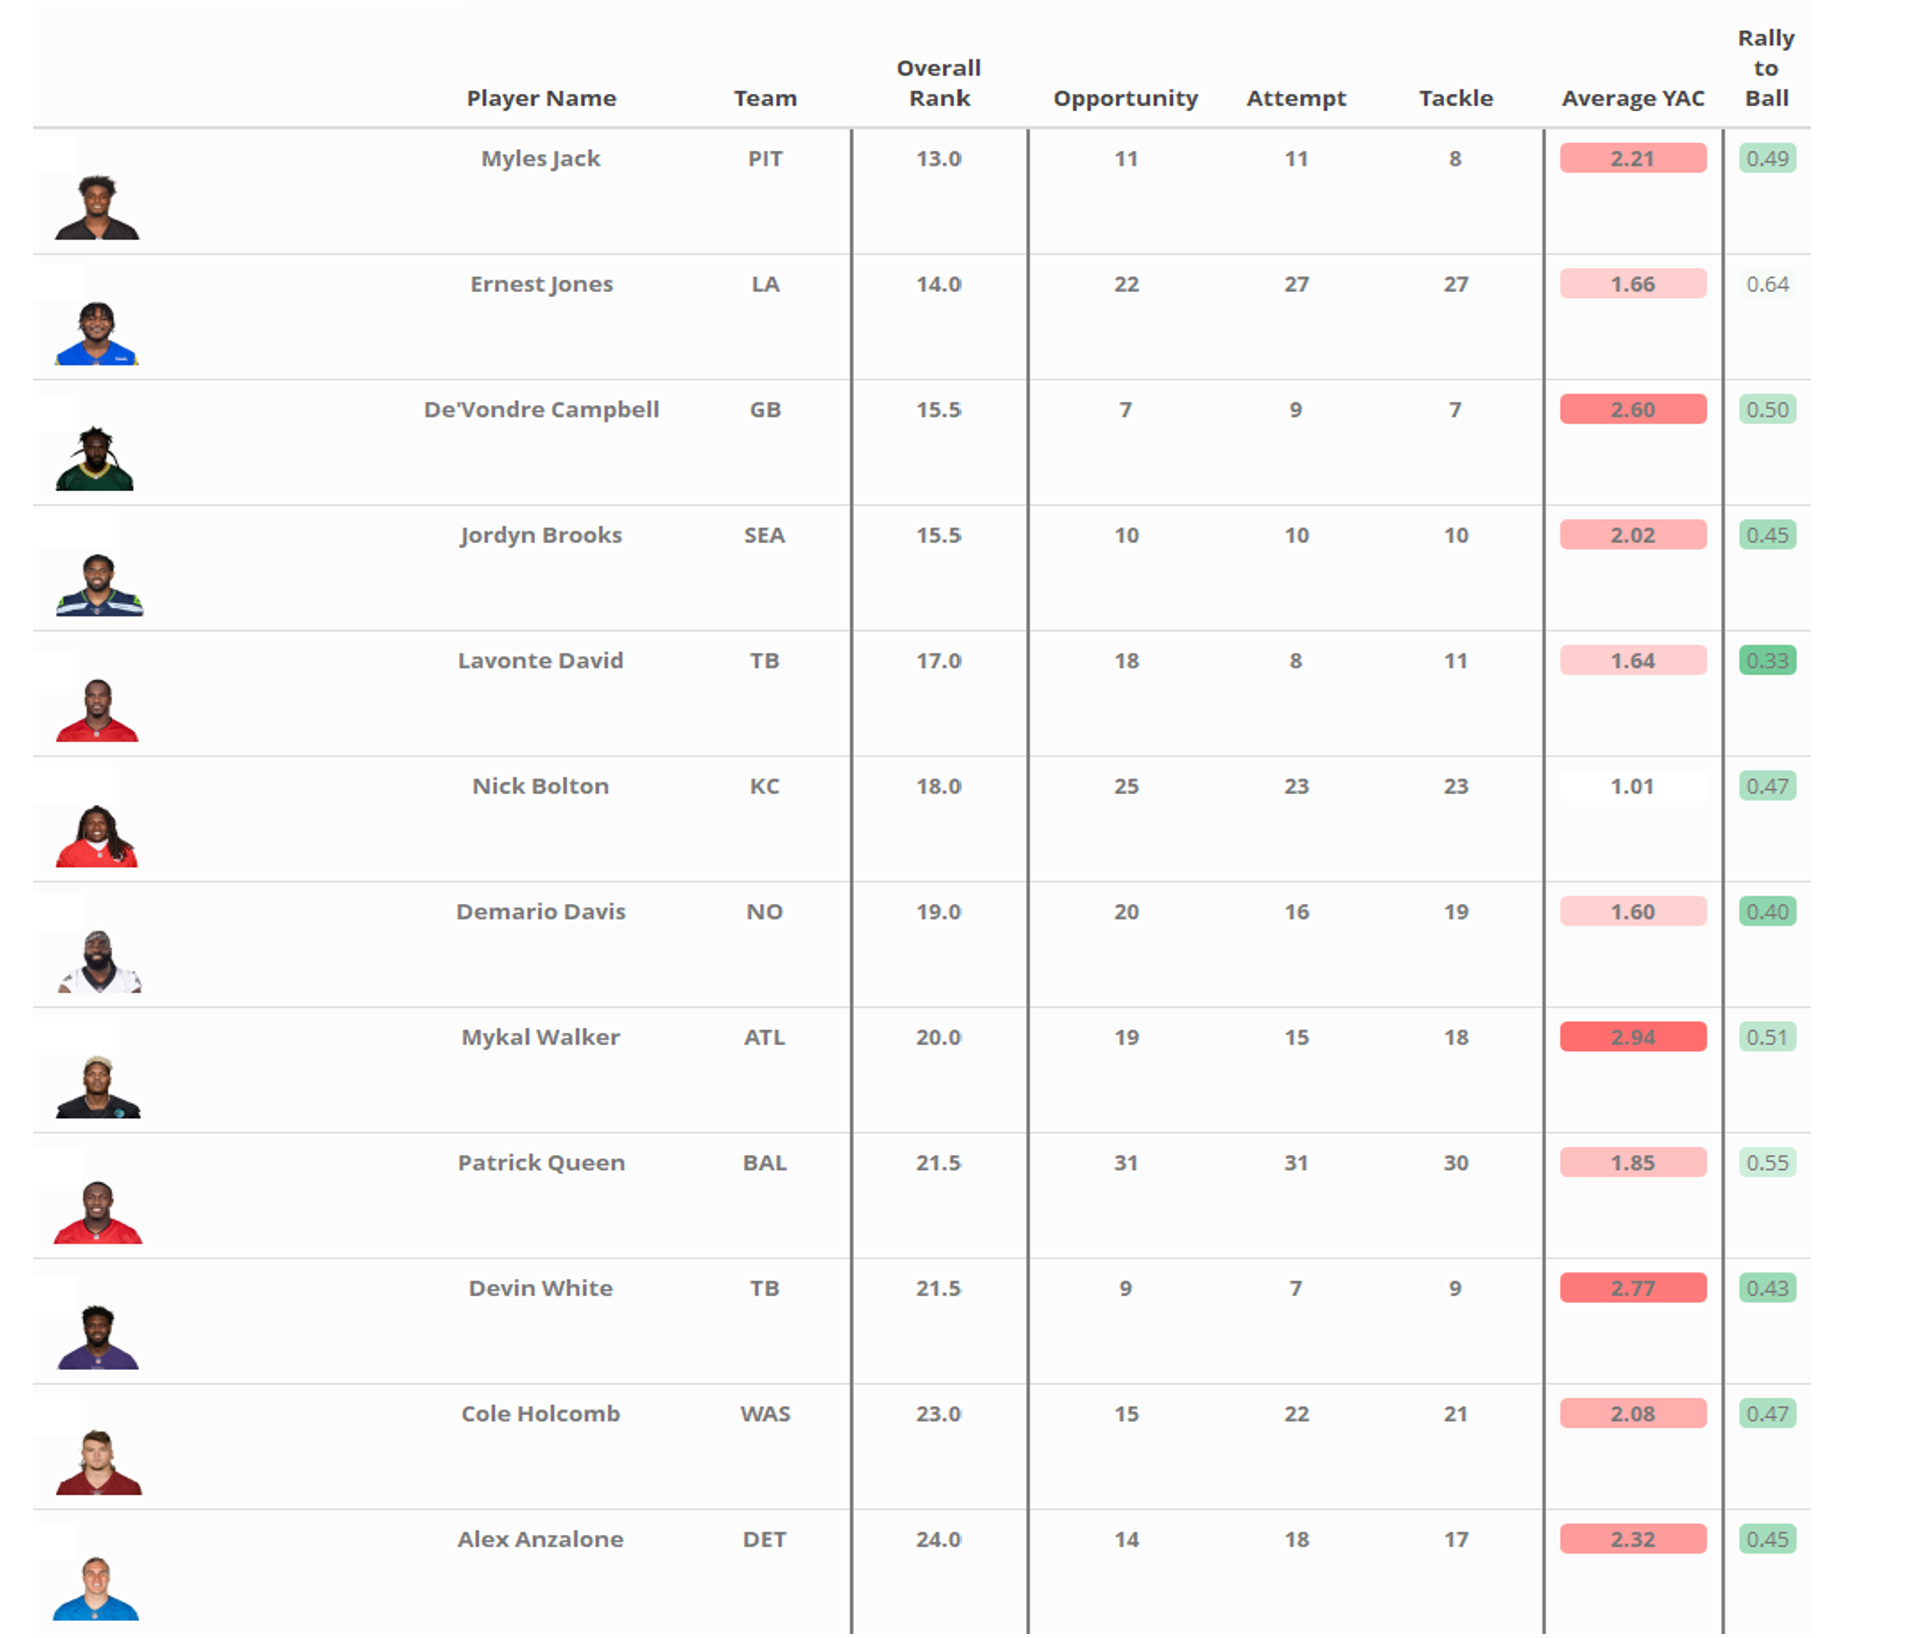 Player Name Team Overall Rank Opportunity Attempt Tackle Average YAC Rally to Ball
Myles Jack PIT 13.0 11 11 8 2.21 0.49
Ernest Jones LA 14.0 22 27 27 1.66 0.64
De'Vondre Campbell GB 15.5 7 9 7 2.60 0.50
Jordyn Brooks SEA 15.5 10 10 10 2.02 0.45
Lavonte David TB 17.0 18 8 11 1.64 0.33
Nick Bolton KC 18.0 25 23 23 1.01 0.47
Demario Davis NO 19.0 20 16 19 1.60 0.40
Mykal Walker ATL 20.0 19 15 18 2.94 0.51
Patrick Queen BAL 21.5 31 31 30 1.85 0.55
Devin White TB 21.5 9 7 9 2.77 0.43
Cole Holcomb WAS 23.0 15 22 21 2.08 0.47
Alex Anzalone DET 24.0 14 18 17 2.32 0.45